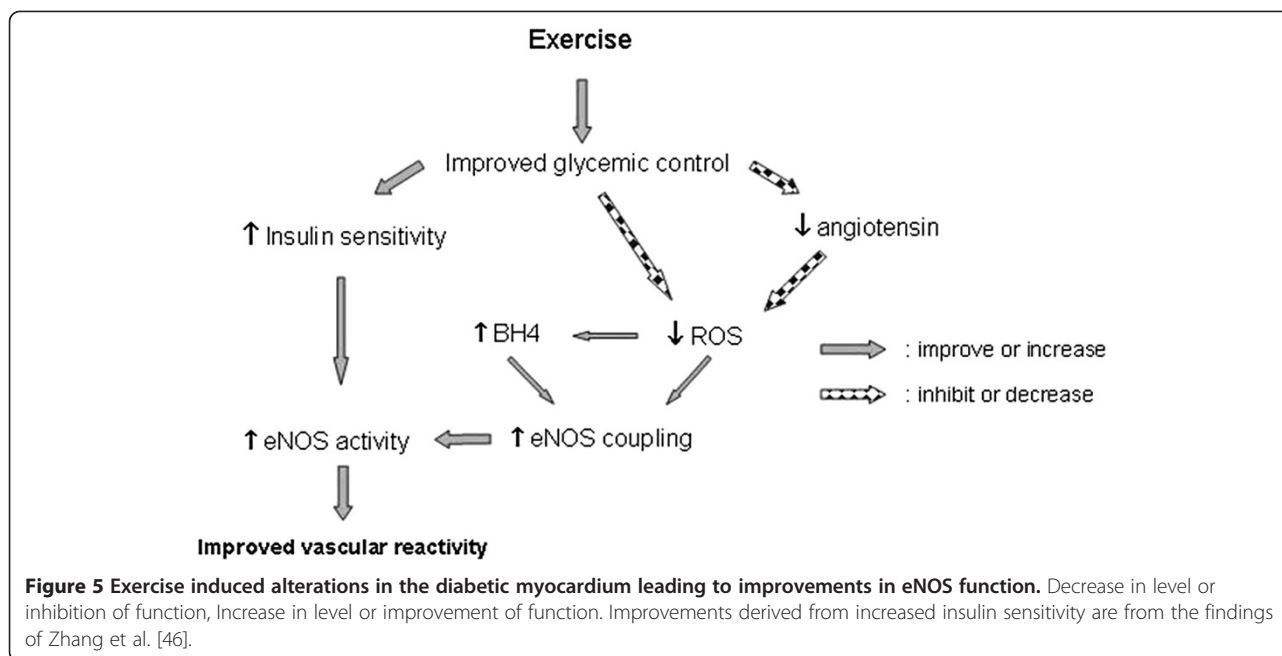 Exercise
Improved glycemic control
↑ Insulin sensitivity
↓ angiotensin
↑ BH4
↓ ROS
: improve or increase
: inhibit or decrease
↑ eNOS activity
↑ eNOS coupling
Improved vascular reactivity
Figure 5 Exercise induced alterations in the diabetic myocardium leading to improvements in eNOS function. Decrease in level or
inhibition of function, Increase in level or improvement of function. Improvements derived from increased insulin sensitivity are from the findings
of Zhang et al. [46].